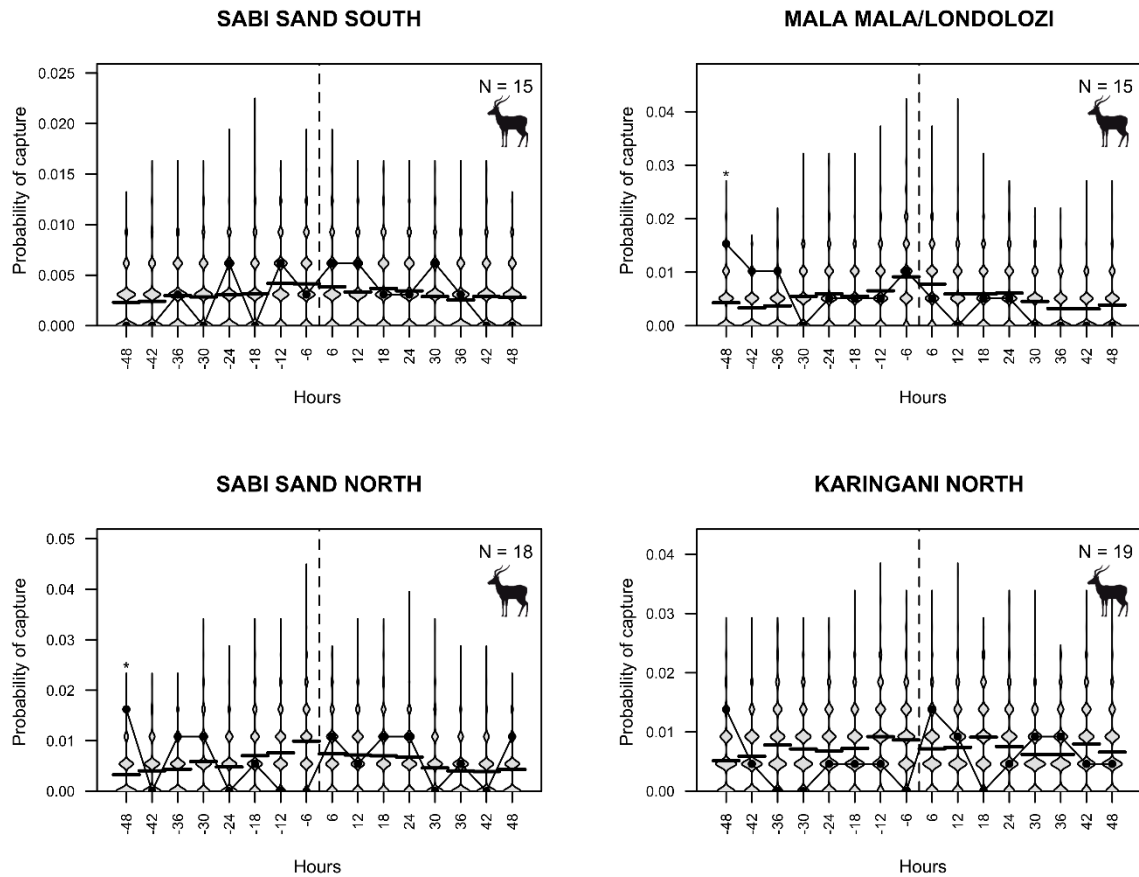 SABI SAND SOUTH
Probability of capture
0.025
0.020
0.015
0.010
0.005
0.000
N = 15
-48 -42 -36 -30 -24 -18 -12 -6 6 12 18 24 30 36 42 48
Hours
MALA MALA/LONDOLOZI
Probability of capture
0.04
0.03
0.02
0.01
0.00
N = 15
*
-48 -42 -36 -30 -24 -18 -12 -6 6 12 18 24 30 36 42 48
Hours
SABI SAND NORTH
Probability of capture
0.05
0.04
0.03
0.02
0.01
0.00
N = 18
*
-48 -42 -36 -30 -24 -18 -12 -6 6 12 18 24 30 36 42 48
Hours
KARINGANI NORTH
Probability of capture
0.04
0.03
0.02
0.01
0.00
N = 19
-48 -42 -36 -30 -24 -18 -12 -6 6 12 18 24 30 36 42 48
Hours